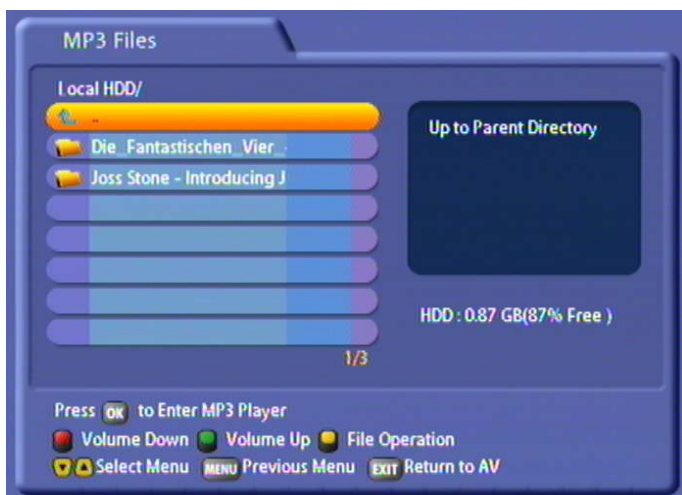 MP3 Files
Local HDD/
..
Die_Fantastischen_Vier_
Joss Stone - Introducing J
Up to Parent Directory
HDD : 0.87 GB(87% Free )
1/3
Press OK to Enter MP3 Player
Volume Down Volume Up File Operation
Select Menu MENU Previous Menu EXIT Return to AV